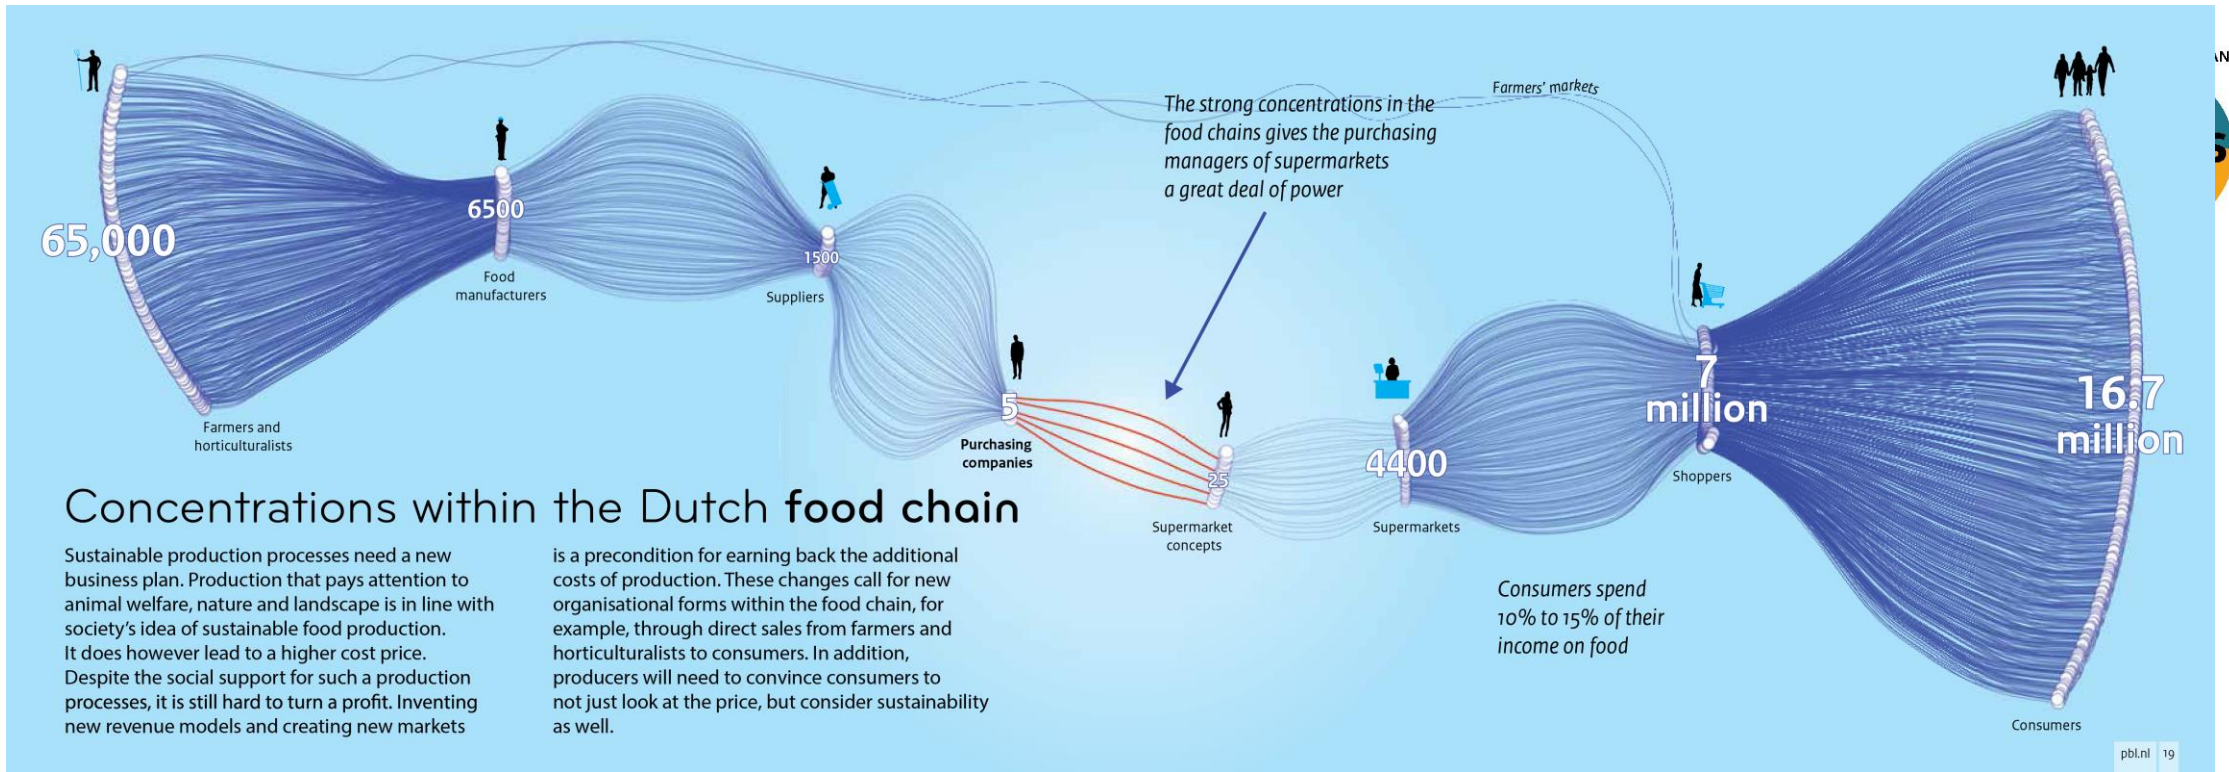 65,000
Farmers and
horticulturalists
6500
Food
manufacturers
1500
Suppliers
5
Purchasing
companies
The strong concentrations in the
food chains gives the purchasing
managers of supermarkets
a great deal of power
25
Supermarket
concepts
4400
Supermarkets
Farmers' markets
7
million
Shoppers
16.7
million
Consumers
Concentrations within the Dutch food chain
Sustainable production processes need a new
business plan. Production that pays attention to
animal welfare, nature and landscape is in line with
society's idea of sustainable food production.
It does however lead to a higher cost price.
Despite the social support for such a production
processes, it is still hard to turn a profit. Inventing
new revenue models and creating new markets
is a precondition for earning back the additional
costs of production. These changes call for new
organisational forms within the food chain, for
example, through direct sales from farmers and
horticulturalists to consumers. In addition,
producers will need to convince consumers to
not just look at the price, but consider sustainability
as well.
Consumers spend
10% to 15% of their
income on food
pbl.nl 19